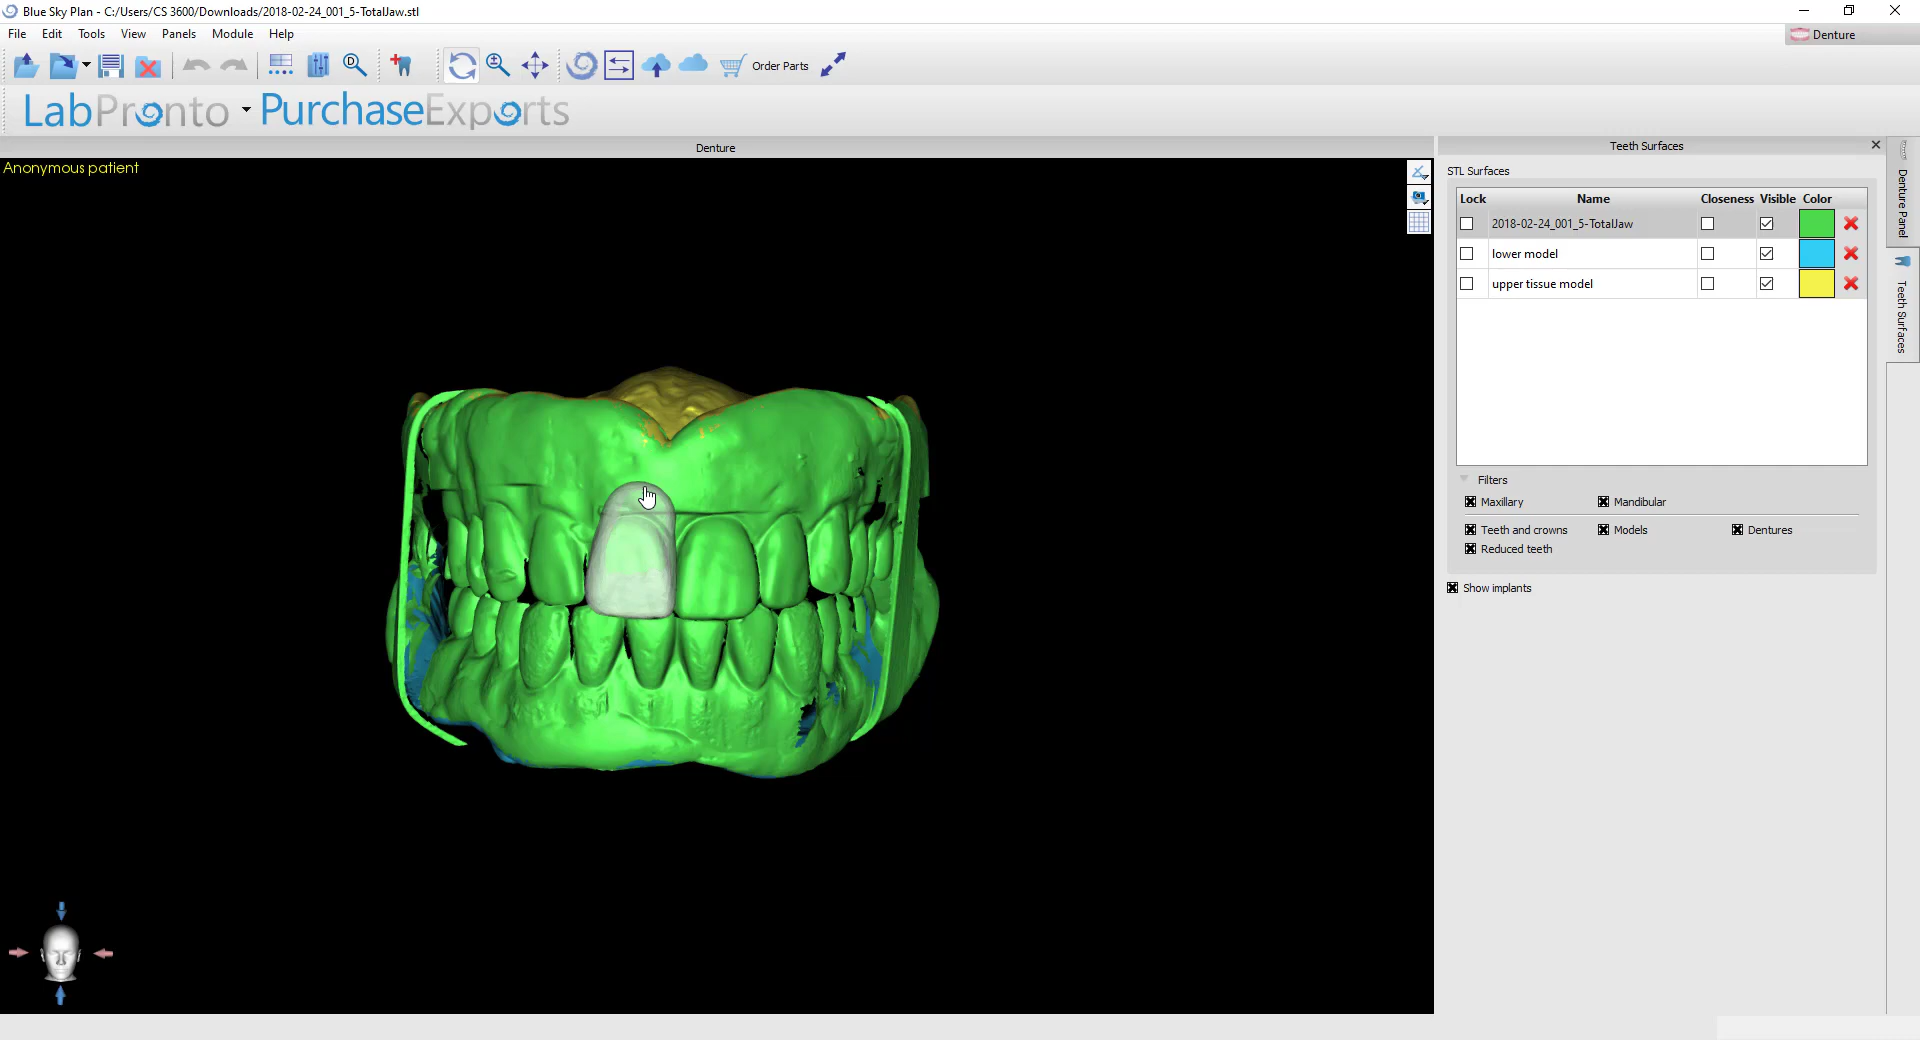 Blue Sky Plan - C:/Users/CS 3600/Downloads/2018-02-24_001_5-TotalJaw.stl
File Edit Tools View Panels Module Help
Denture
D
Order Parts
LabPronto PurchaseExports
Denture
Teeth Surfaces
Anonymous patient
STL Surfaces
Lock Name Closeness Visible Color
2018-02-24_001_5-TotalJaw
lower model
upper tissue model
Filters
Maxillary Mandibular
Teeth and crowns Models Dentures
Reduced teeth
Show implants
Denture Panel
Teeth Surfaces